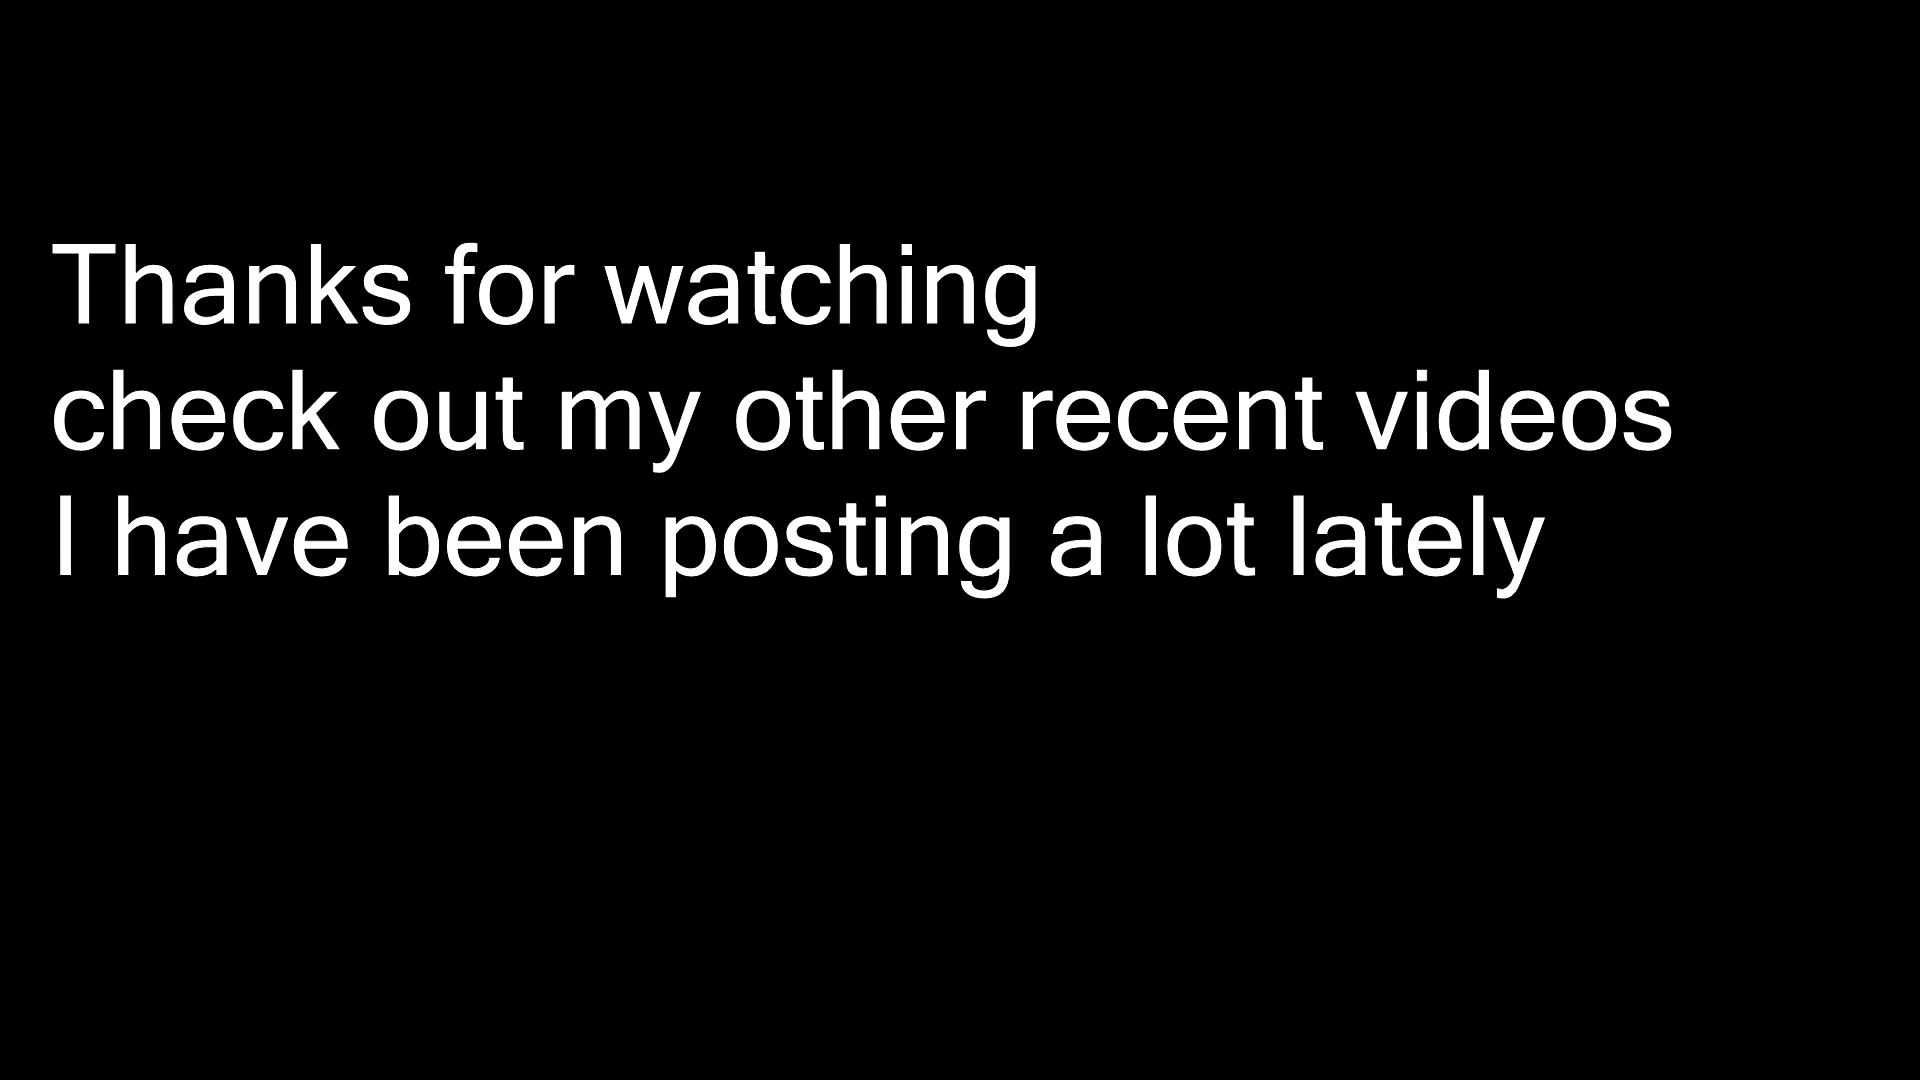 Thanks for watching
check out my other recent videos
I have been posting a lot lately